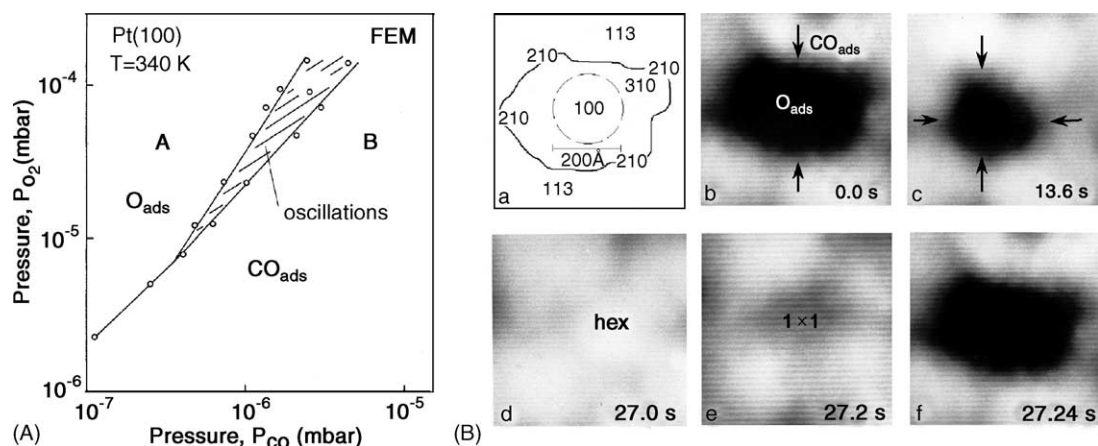 Pt(100)
T=340 K
FEM
10⁻⁴
10⁻⁵
10⁻⁶
Pressure, P_O₂ (mbar)
A
B
O_ads
oscillations
CO_ads
10⁻⁷
10⁻⁶
10⁻⁵
Pressure, P_CO (mbar)
(A)
(B)
113
210
210
310
100
210
200Å
210
113
a
CO_ads
O_ads
b
0.0 s
c
13.6 s
hex
d
27.0 s
1×1
e
27.2 s
f
27.24 s